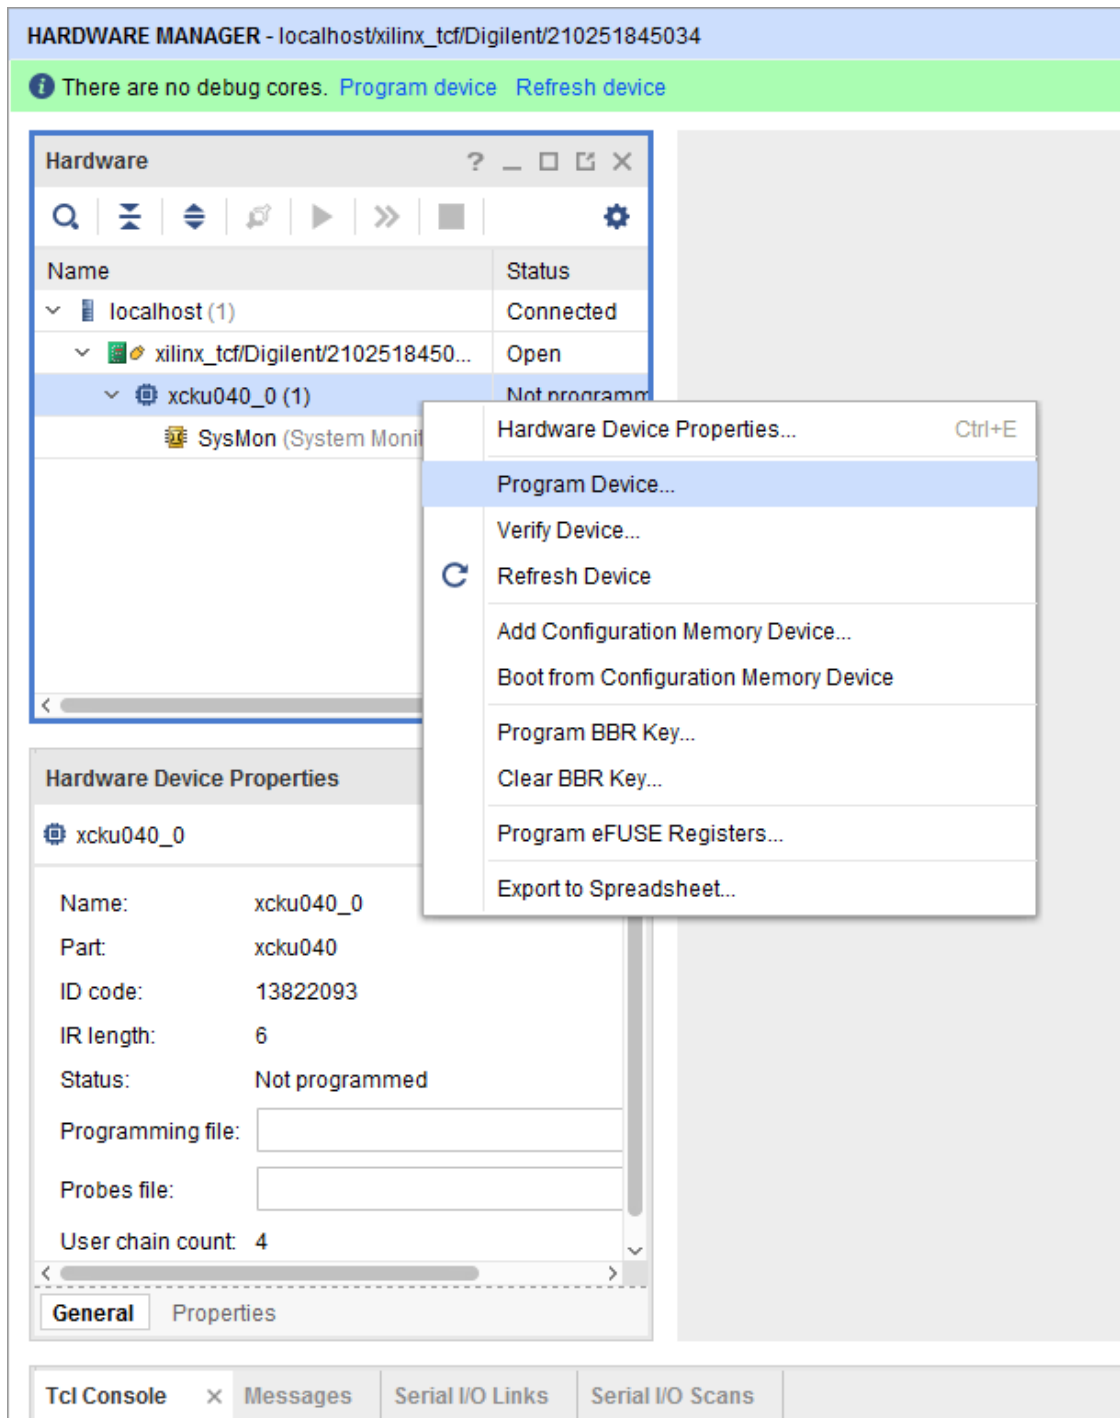 HARDWARE MANAGER - localhost/xilinx_tcf/Digilent/210251845034
There are no debug cores. Program device Refresh device
Hardware
Name Status
localhost (1) Connected
xilinx_tcf/Digilent/2102518450... Open
xcku040_0 (1) Not programm
SysMon (System Monit
Hardware Device Properties... Ctrl+E
Program Device...
Verify Device...
Refresh Device
Add Configuration Memory Device...
Boot from Configuration Memory Device
Program BBR Key...
Clear BBR Key...
Program eFUSE Registers...
Export to Spreadsheet...
Hardware Device Properties
xcku040_0
Name: xcku040_0
Part: xcku040
ID code: 13822093
IR length: 6
Status: Not programmed
Programming file:
Probes file:
User chain count: 4
General Properties
Tcl Console Messages Serial I/O Links Serial I/O Scans